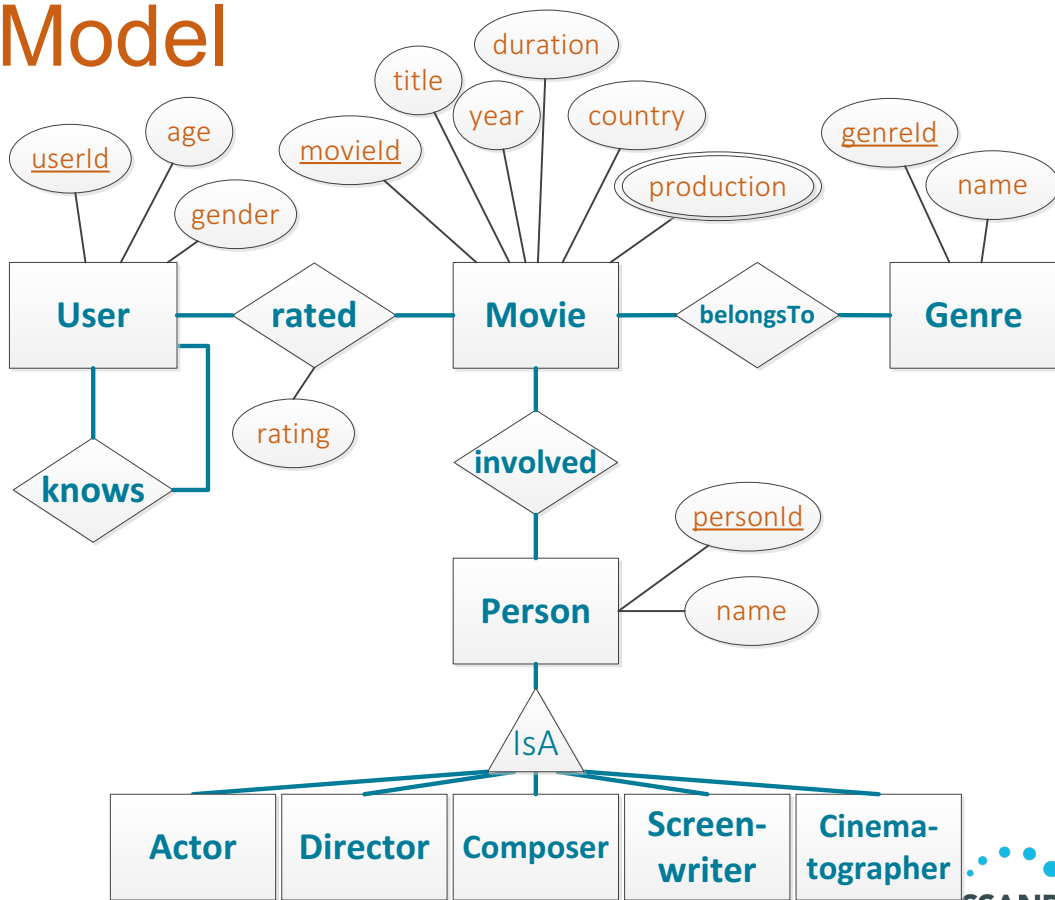 Model
duration
title
year
country
genreId
age
userId
movieId
production
name
gender
User
rated
Movie
belongsTo
Genre
rating
involved
knows
personId
Person
name
IsA
Actor
Director
Composer
Screen-
writer
Cinema-
tographer